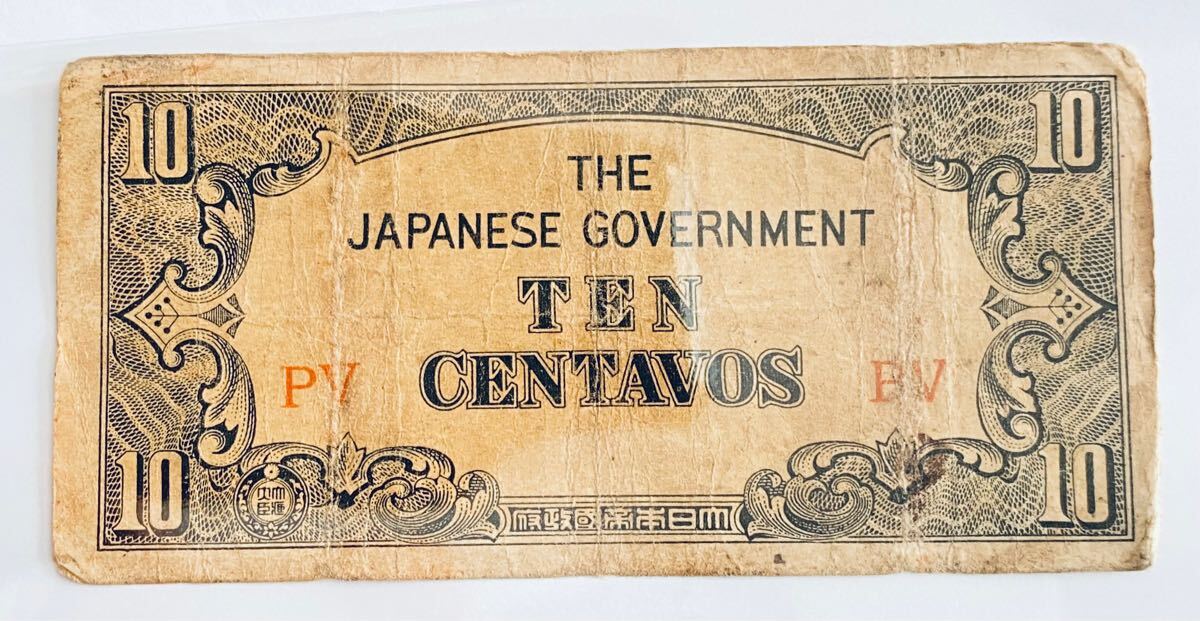 10 10
THE
JAPANESE GOVERNMENT
TEN
PV CENTAVOS PV
10 10
大日本帝國政府